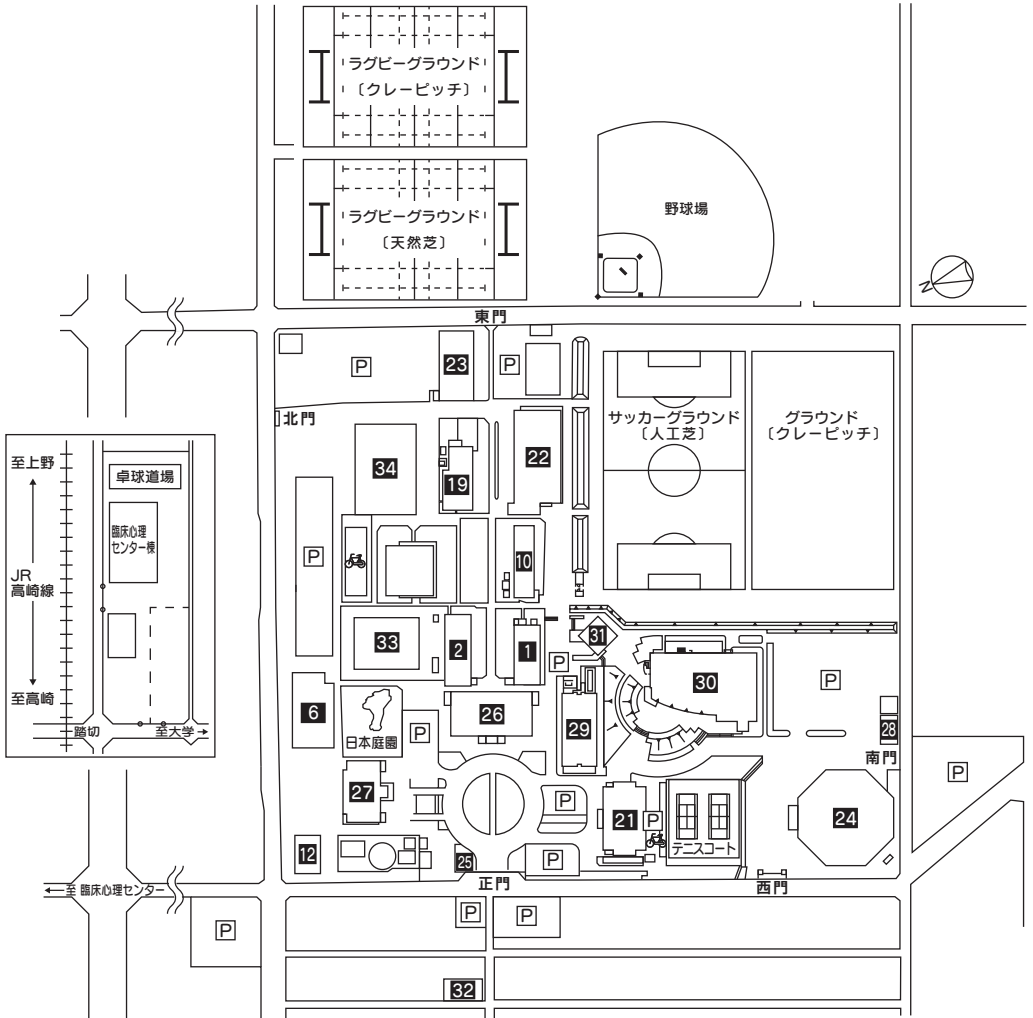 ラグビーグラウンド
〔クレーピッチ〕
ラグビーグラウンド
〔天然芝〕
野球場
N
東門
P
23
P
北門
サッカーグラウンド
〔人工芝〕
グラウンド
〔クレーピッチ〕
34
19
22
至上野
卓球道場
臨床心理
センター棟
JR
高崎線
至高崎
踏切
至大学
P
10
33
2
1
31
P
30
P
6
日本庭園
P
26
29
28
南門
P
27
P
21
P
テニスコート
24
12
25
P
正門
西門
至 臨床心理センター
P
P
P
32